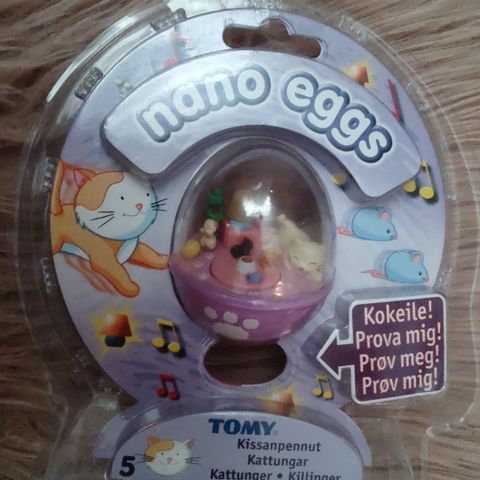 nano eggs
Kokeile!
Prova mig!
Prøv meg!
Prøv mig!
TOMY
Kissanpennut
5
Kattungar
Kattunger • Killinger